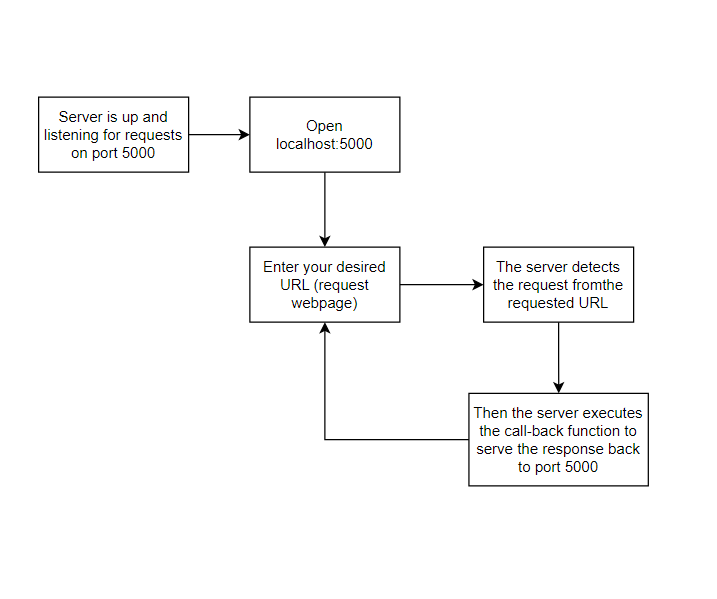 Server is up and
listening for requests
on port 5000
Open
localhost:5000
Enter your desired
URL (request
webpage)
The server detects
the request fromthe
requested URL
Then the server executes
the call-back function to
serve the response back
to port 5000